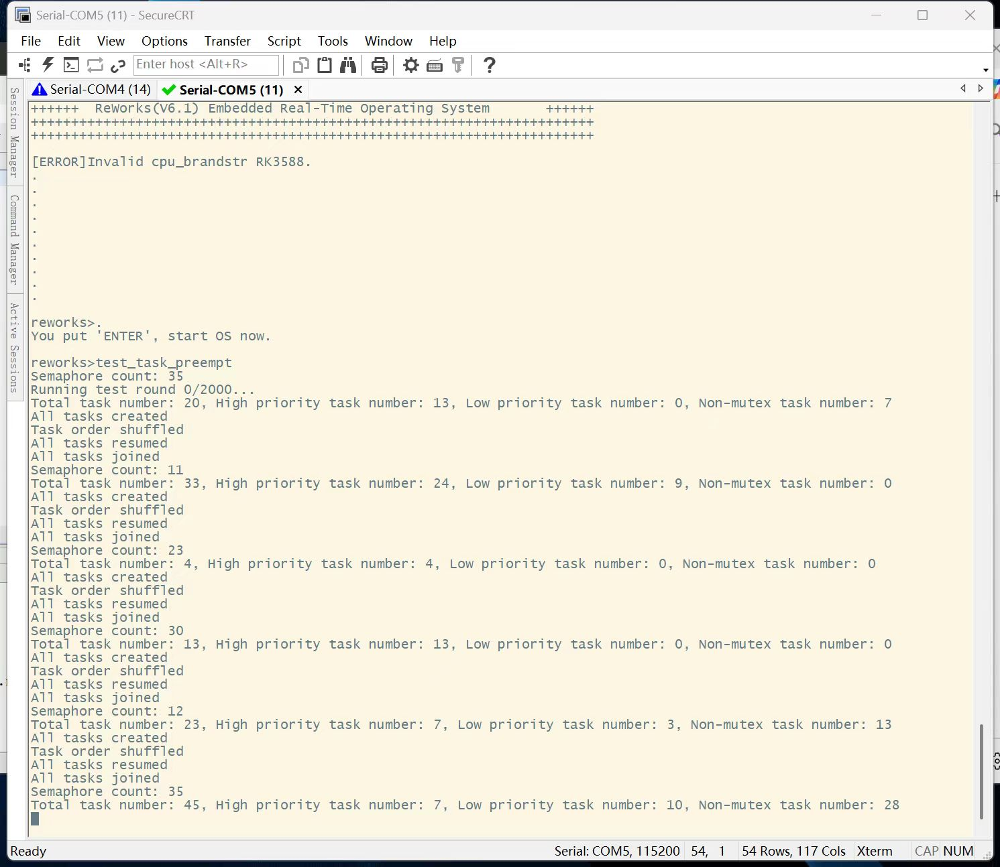 Serial-COM5 (11) - SecureCRT
File Edit View Options Transfer Script Tools Window Help
Enter host <Alt+R>
Serial-COM4 (14) Serial-COM5 (11)
Session Manager
Command Manager
Active Sessions
++++++  ReWorks(V6.1) Embedded Real-Time Operating System       ++++++
++++++++++++++++++++++++++++++++++++++++++++++++++++++++++++++++++++++
++++++++++++++++++++++++++++++++++++++++++++++++++++++++++++++++++++++
[ERROR]Invalid cpu_brandstr RK3588.
.
.
.
.
.
.
.
.
.
.
reworks>.
You put 'ENTER', start OS now.
reworks>test_task_preempt
Semaphore count: 35
Running test round 0/2000...
Total task number: 20, High priority task number: 13, Low priority task number: 0, Non-mutex task number: 7
All tasks created
Task order shuffled
All tasks resumed
All tasks joined
Semaphore count: 11
Total task number: 33, High priority task number: 24, Low priority task number: 9, Non-mutex task number: 0
All tasks created
Task order shuffled
All tasks resumed
All tasks joined
Semaphore count: 23
Total task number: 4, High priority task number: 4, Low priority task number: 0, Non-mutex task number: 0
All tasks created
Task order shuffled
All tasks resumed
All tasks joined
Semaphore count: 30
Total task number: 13, High priority task number: 13, Low priority task number: 0, Non-mutex task number: 0
All tasks created
Task order shuffled
All tasks resumed
All tasks joined
Semaphore count: 12
Total task number: 23, High priority task number: 7, Low priority task number: 3, Non-mutex task number: 13
All tasks created
Task order shuffled
All tasks resumed
All tasks joined
Semaphore count: 35
Total task number: 45, High priority task number: 7, Low priority task number: 10, Non-mutex task number: 28
Ready Serial: COM5, 115200 54, 1 54 Rows, 117 Cols Xterm CAP NUM